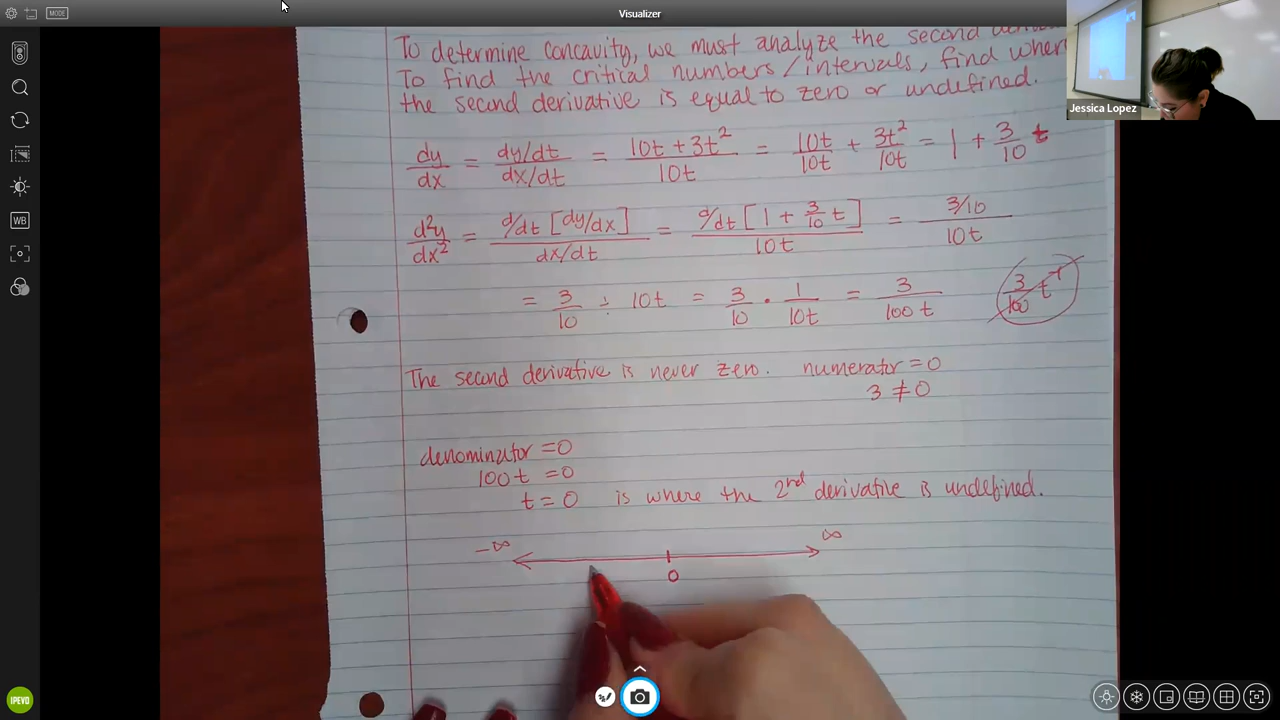 MODE
Visualizer
To determine concavity, we must analyze the second
To find the critical numbers/intervals, find wher
the second derivative is equal to zero or undefined.
Jessica Lopez
dy/dx = dy/dt / dx/dt = 10t + 3t² / 10t = 10t/10t + 3t²/10t = 1 + 3/10 t
d²y/dx² = d/dt [dy/dx] / dx/dt = d/dt [1 + 3/10 t] / 10t = 3/10 / 10t
= 3/10 ÷ 10t = 3/10 · 1/10t = 3/100t 3/100 t
The second derivative is never zero. numerator = 0
3 ≠ 0
denominator = 0
100t = 0
t = 0 is where the 2nd derivative is undefined.
-∞ ∞
0
WB
IPEVO